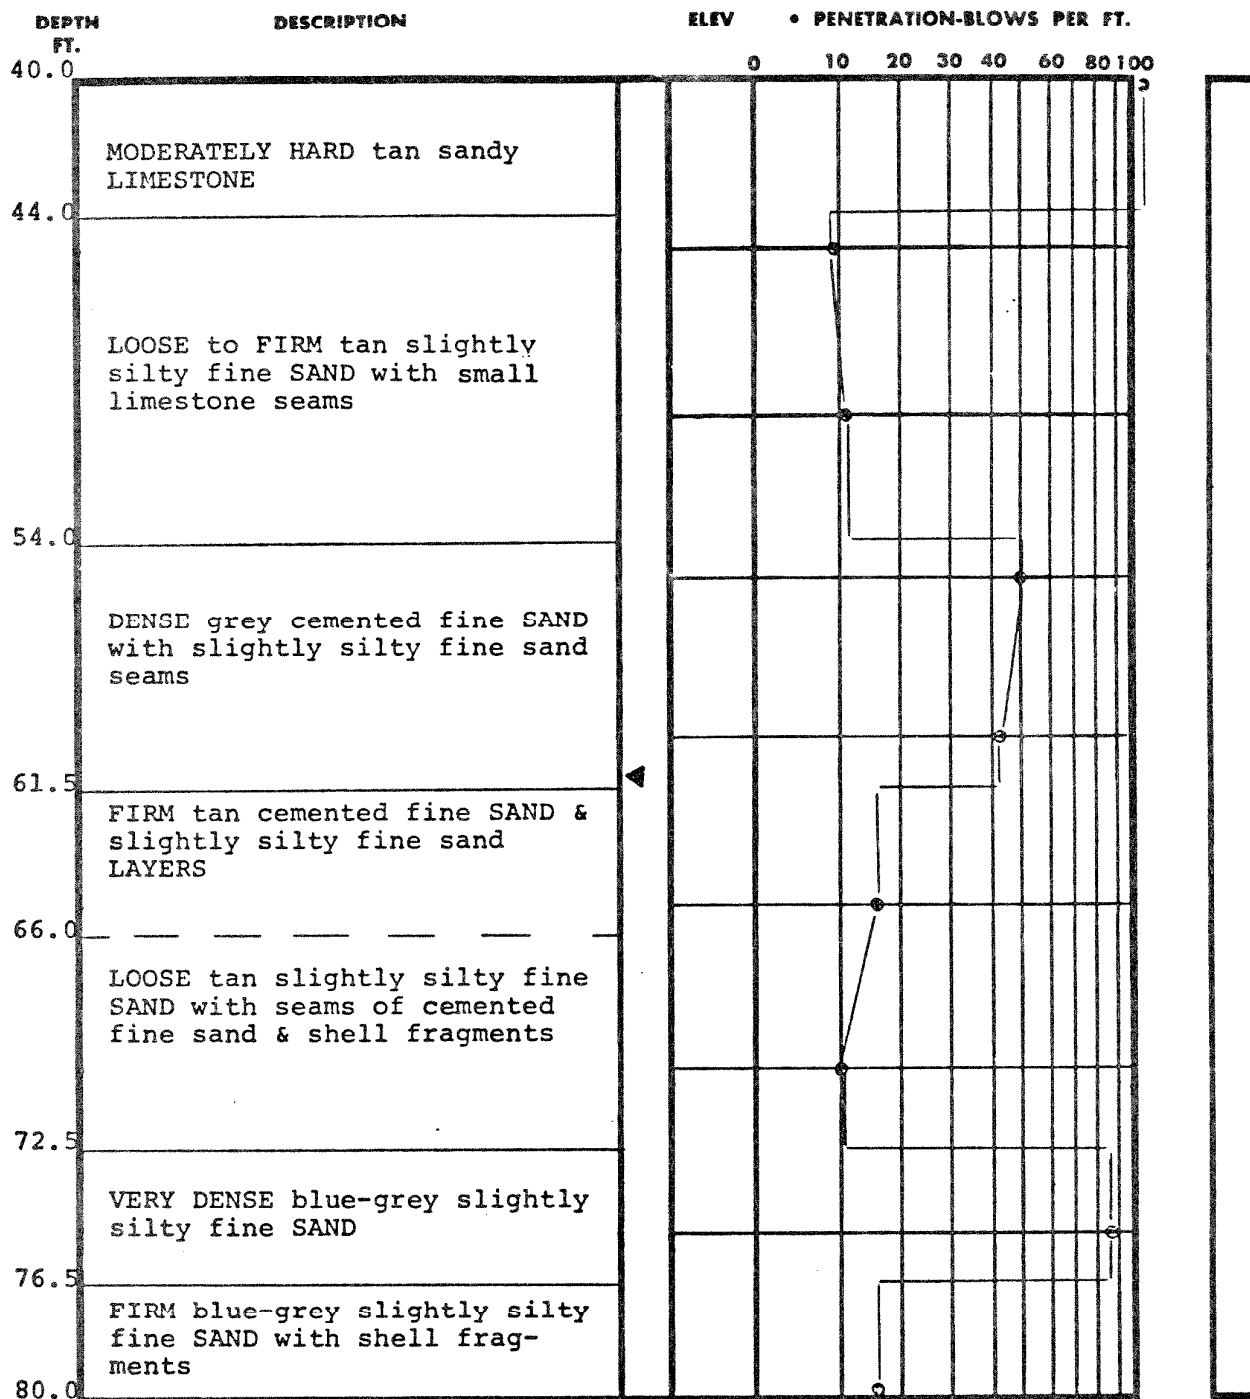 DEPTH FT. DESCRIPTION ELEV • PENETRATION-BLOWS PER FT.
0 10 20 30 40 60 80 100
40.0
MODERATELY HARD tan sandy
LIMESTONE
44.0
LOOSE to FIRM tan slightly
silty fine SAND with small
limestone seams
54.0
DENSE grey cemented fine SAND
with slightly silty fine sand
seams
61.5
FIRM tan cemented fine SAND &
slightly silty fine sand
LAYERS
66.0
LOOSE tan slightly silty fine
SAND with seams of cemented
fine sand & shell fragments
72.5
VERY DENSE blue-grey slightly
silty fine SAND
76.5
FIRM blue-grey slightly silty
fine SAND with shell frag-
ments
80.0